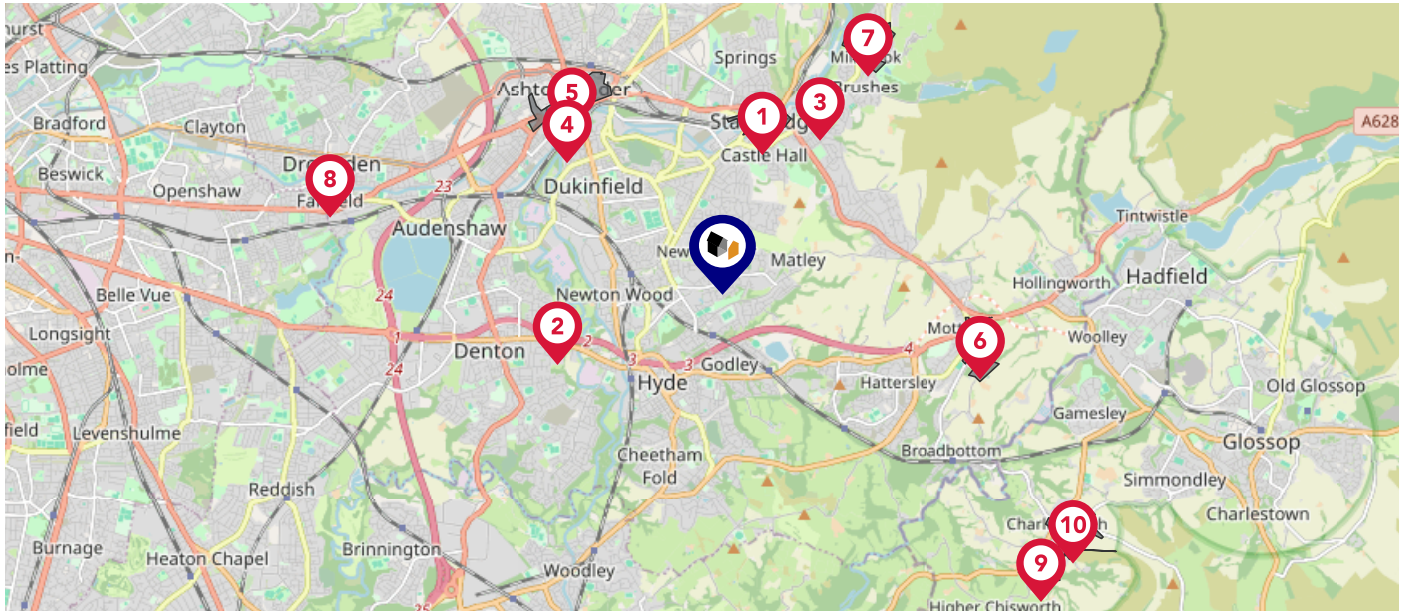 7
Springs
es Platting
Brushes
5
3
1
A628
Bradford
Clayton
4
Castle Hall
Beswick
Openshaw
8
23
Dukinfield
Tintwistle
Audenshaw
Matley
Hollingworth
Hadfield
24
Belle Vue
Newton Wood
Longsight
1
2
2
Woolley
6
Denton
3
3
4
24
Godley
Hyde
Hattersley
Old Glossop
Gamesley
Levenshulme
Glossop
Cheetham
Fold
Broadbottom
Reddish
Simmondley
Charlestown
10
Burnage
Heaton Chapel
Brinnington
Woodley
9
Higher Chisworth